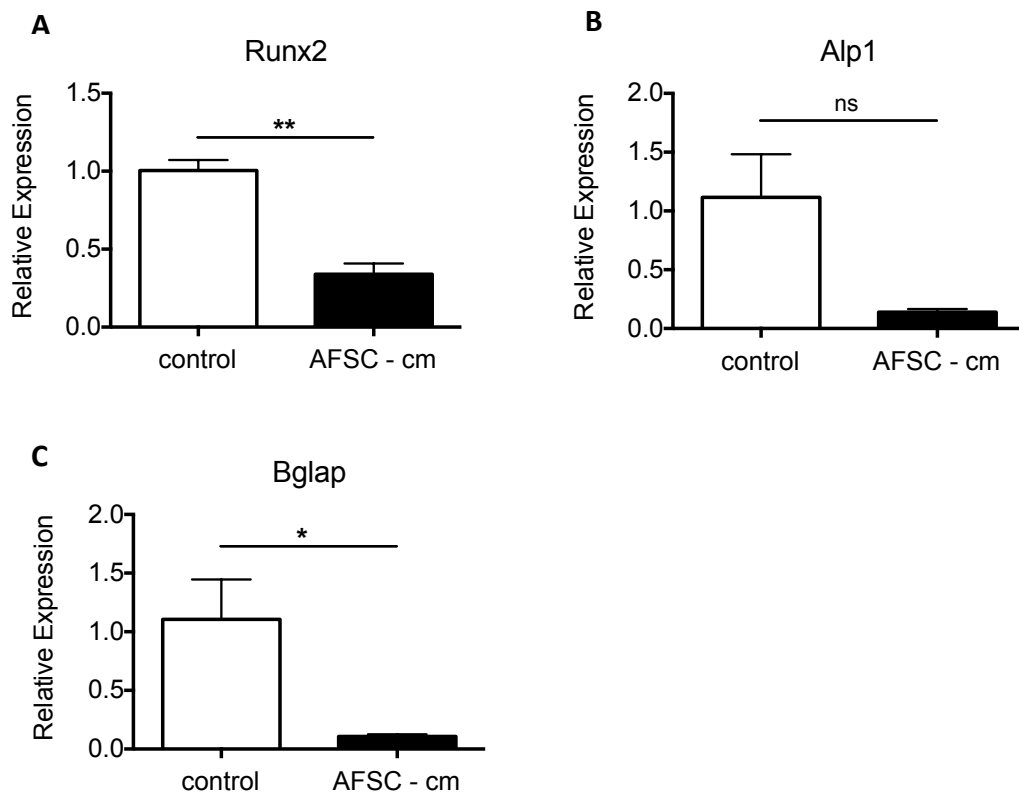 A
Runx2
Relative Expression
1.5
1.0
0.5
0.0
**
control
AFSC - cm
B
Alp1
Relative Expression
2.0
1.5
1.0
0.5
0.0
ns
control
AFSC - cm
C
Bglap
Relative Expression
2.0
1.5
1.0
0.5
0.0
*
control
AFSC - cm